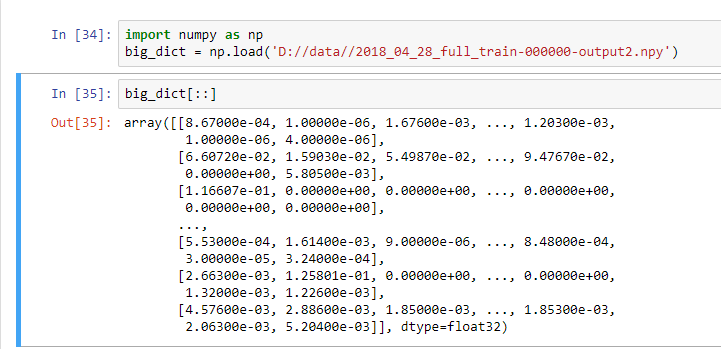 In [34]: import numpy as np
big_dict = np.load('D://data//2018_04_28_full_train-000000-output2.npy')
In [35]: big_dict[::]
Out[35]: array([[8.67000e-04, 1.00000e-06, 1.67600e-03, ..., 1.20300e-03,
1.00000e-06, 4.00000e-06],
[6.60720e-02, 1.59030e-02, 5.49870e-02, ..., 9.47670e-02,
0.00000e+00, 5.80500e-03],
[1.16607e-01, 0.00000e+00, 0.00000e+00, ..., 0.00000e+00,
0.00000e+00, 0.00000e+00],
...,
[5.53000e-04, 1.61400e-03, 9.00000e-06, ..., 8.48000e-04,
3.00000e-05, 3.24000e-04],
[2.66300e-03, 1.25801e-01, 0.00000e+00, ..., 0.00000e+00,
1.32000e-03, 1.22600e-03],
[4.57600e-03, 2.88600e-03, 1.85000e-03, ..., 1.85300e-03,
2.06300e-03, 5.20400e-03]], dtype=float32)